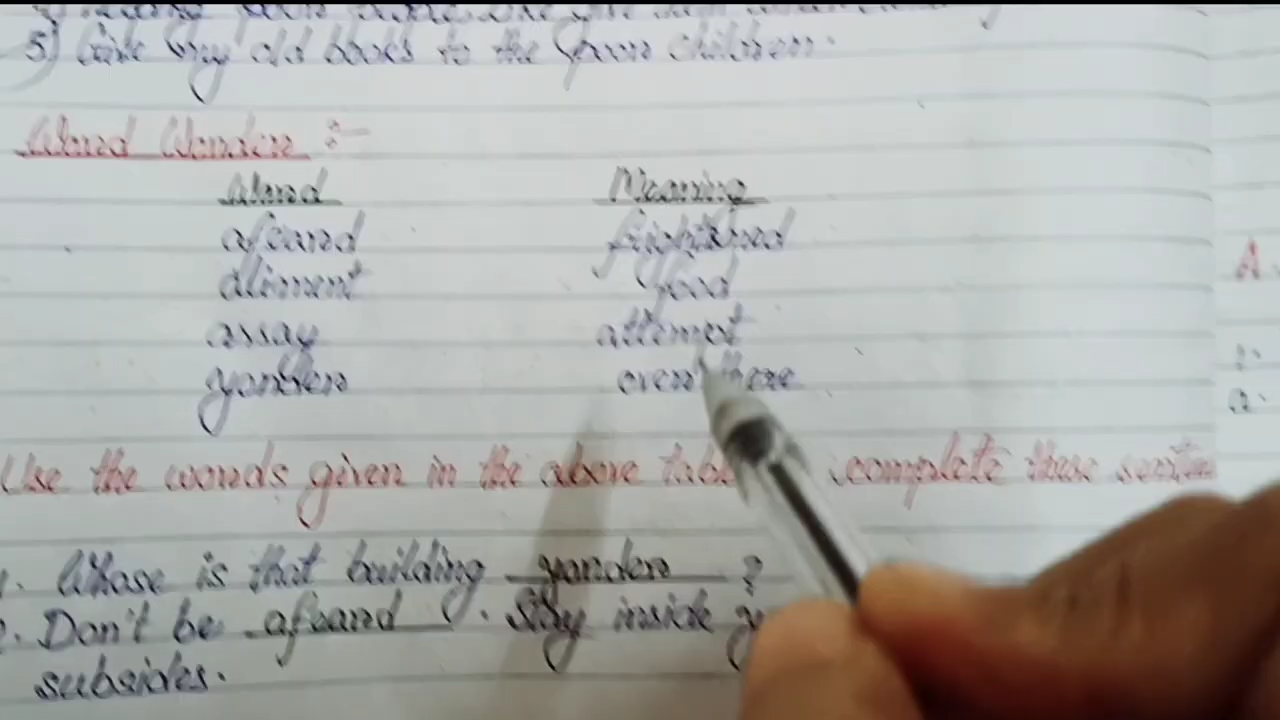 5) Give my old books to the poor children.
Word Wonder :-
Word Meaning
afeard frightened
aliment food
assay attempt
yonder over there
Use the words given in the above complete these
1. Whose is that building yonder ?
2. Don't be afeard . Stay inside
subsides.
A.